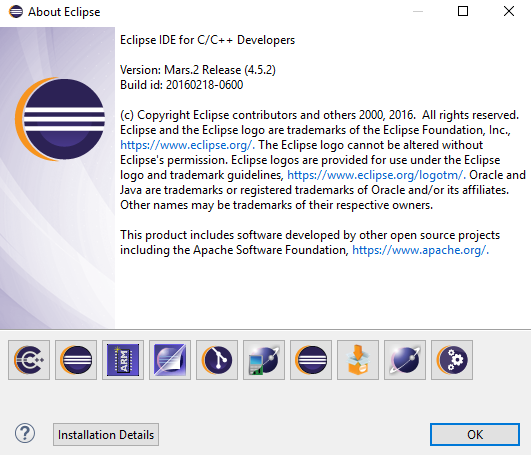 About Eclipse
Eclipse IDE for C/C++ Developers
Version: Mars.2 Release (4.5.2)
Build id: 20160218-0600
(c) Copyright Eclipse contributors and others 2000, 2016.  All rights reserved.
Eclipse and the Eclipse logo are trademarks of the Eclipse Foundation, Inc.,
https://www.eclipse.org/. The Eclipse logo cannot be altered without
Eclipse's permission. Eclipse logos are provided for use under the Eclipse
logo and trademark guidelines, https://www.eclipse.org/logotm/. Oracle and
Java are trademarks or registered trademarks of Oracle and/or its affiliates.
Other names may be trademarks of their respective owners.
This product includes software developed by other open source projects
including the Apache Software Foundation, https://www.apache.org/.
C++
ARM
?
Installation Details
OK